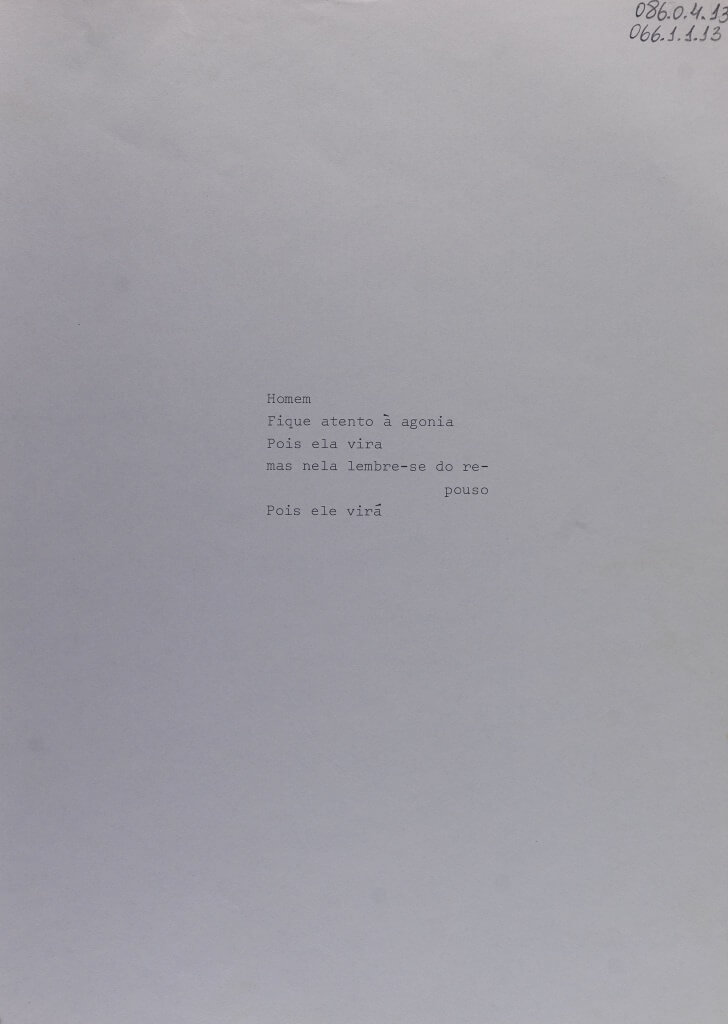 086.0.4.13
066.1.1.13
Homem
Fique atento à agonia
Pois ela vira
mas nela lembre-se do re-
pouso
Pois ele virá